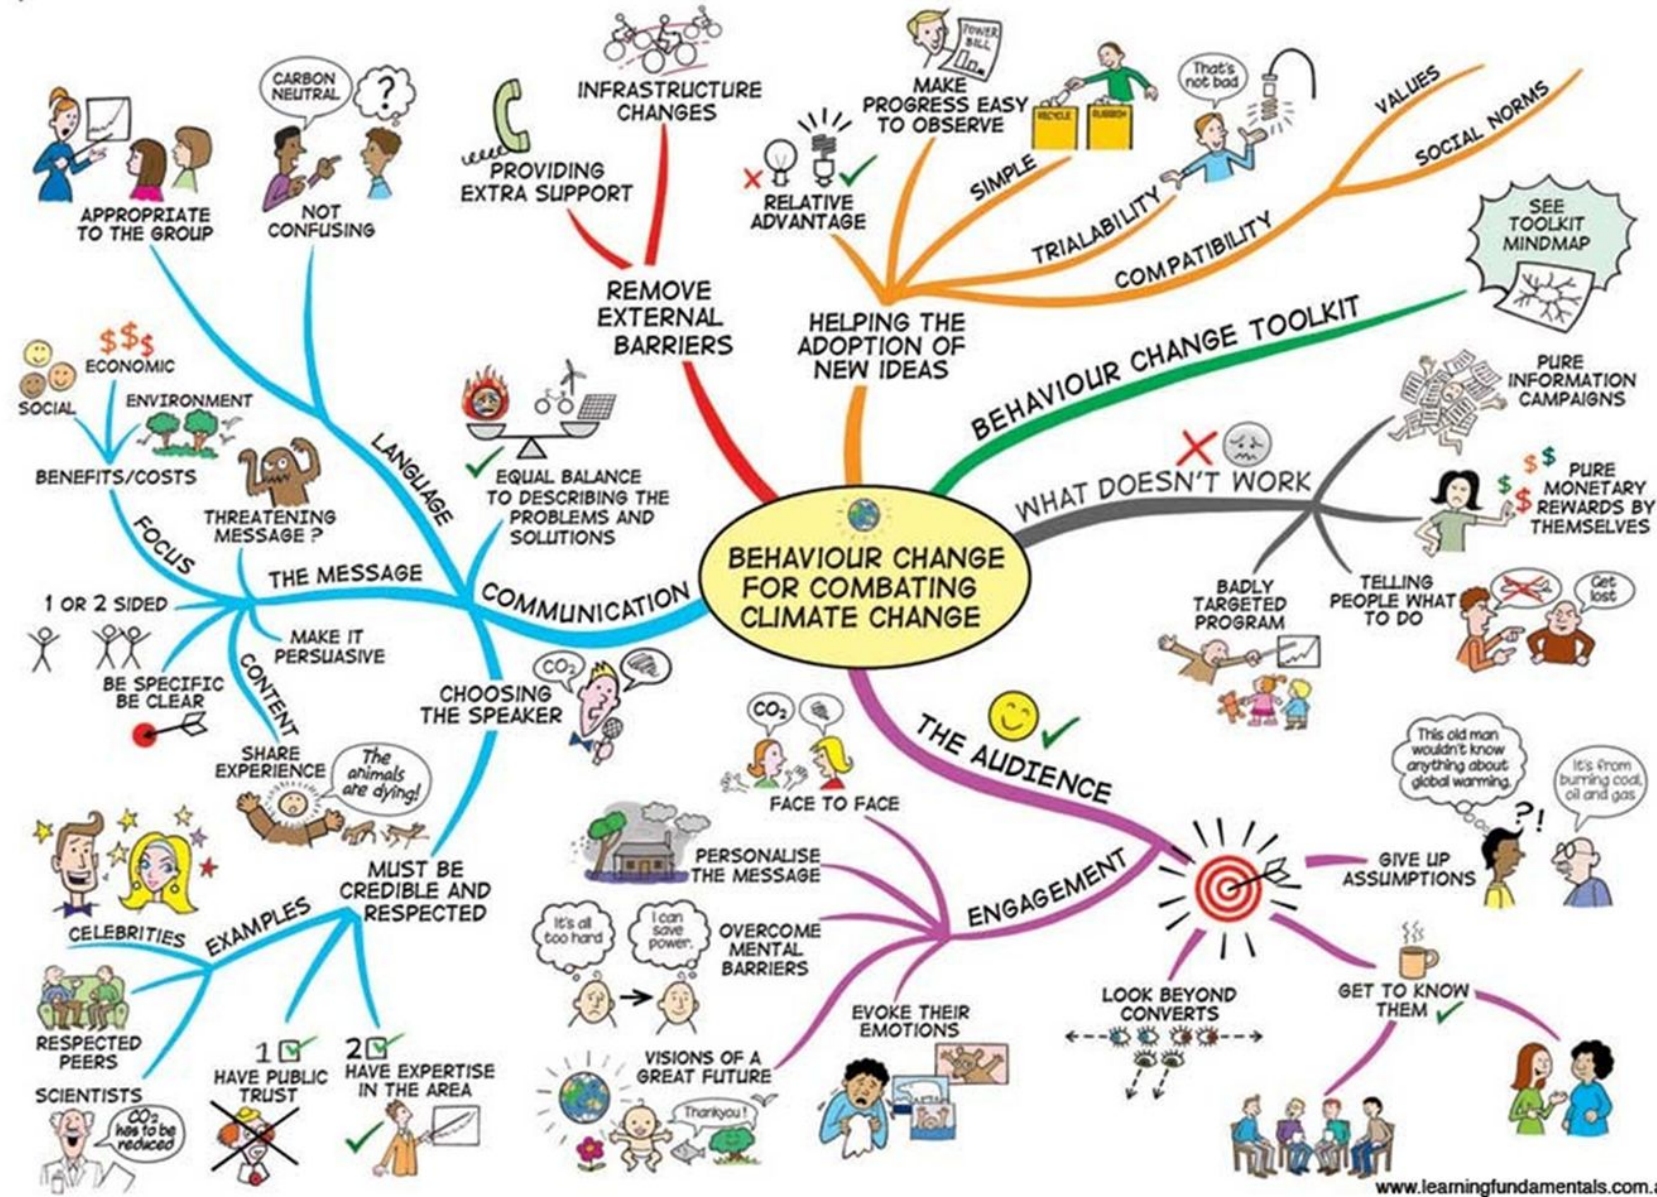 BEHAVIOUR CHANGE
FOR COMBATING
CLIMATE CHANGE
REMOVE
EXTERNAL
BARRIERS
PROVIDING
EXTRA SUPPORT
INFRASTRUCTURE
CHANGES
HELPING THE
ADOPTION OF
NEW IDEAS
RELATIVE
ADVANTAGE
MAKE
PROGRESS EASY
TO OBSERVE
POWER
BILL
SIMPLE
RECYCLE
RUBBISH
TRIALABILITY
That's
not bad
COMPATIBILITY
VALUES
SOCIAL NORMS
BEHAVIOUR CHANGE TOOLKIT
SEE
TOOLKIT
MINDMAP
WHAT DOESN'T WORK
PURE
INFORMATION
CAMPAIGNS
$ $
$ $
PURE
MONETARY
REWARDS BY
THEMSELVES
TELLING
PEOPLE WHAT
TO DO
Get
lost
BADLY
TARGETED
PROGRAM
THE AUDIENCE
GIVE UP
ASSUMPTIONS
This old man
wouldn't know
anything about
global warming.
?!
It's from
burning coal,
oil and gas
GET TO KNOW
THEM
LOOK BEYOND
CONVERTS
ENGAGEMENT
FACE TO FACE
CO2
PERSONALISE
THE MESSAGE
OVERCOME
MENTAL
BARRIERS
It's all
too hard
I can
save
power.
EVOKE THEIR
EMOTIONS
VISIONS OF A
GREAT FUTURE
Thankyou!
COMMUNICATION
EQUAL BALANCE
TO DESCRIBING THE
PROBLEMS AND
SOLUTIONS
LANGUAGE
APPROPRIATE
TO THE GROUP
NOT
CONFUSING
CARBON
NEUTRAL
?
THE MESSAGE
FOCUS
BENEFITS/COSTS
SOCIAL
$$$
ECONOMIC
ENVIRONMENT
THREATENING
MESSAGE ?
1 OR 2 SIDED
BE SPECIFIC
BE CLEAR
MAKE IT
PERSUASIVE
CONTENT
SHARE
EXPERIENCE
The
animals
are dying!
CHOOSING
THE SPEAKER
CO2
MUST BE
CREDIBLE AND
RESPECTED
EXAMPLES
CELEBRITIES
RESPECTED
PEERS
SCIENTISTS
CO2
has to be
reduced
1
HAVE PUBLIC
TRUST
2
HAVE EXPERTISE
IN THE AREA
www.learningfundamentals.com.a